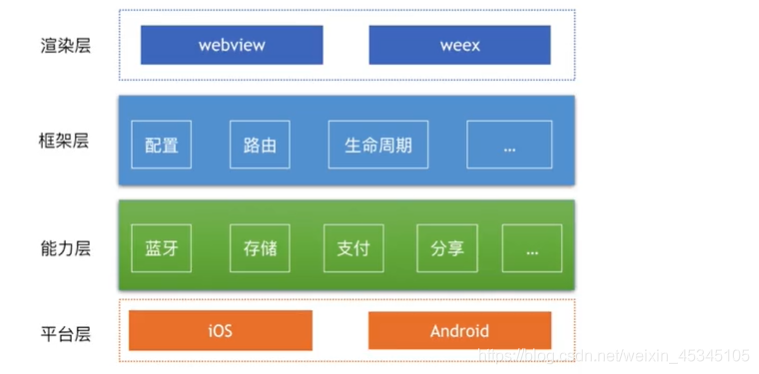 渲染层
webview
weex
框架层
配置
路由
生命周期
...
能力层
蓝牙
存储
支付
分享
...
平台层
iOS
Android
https://blog.csdn.net/weixin_45345105